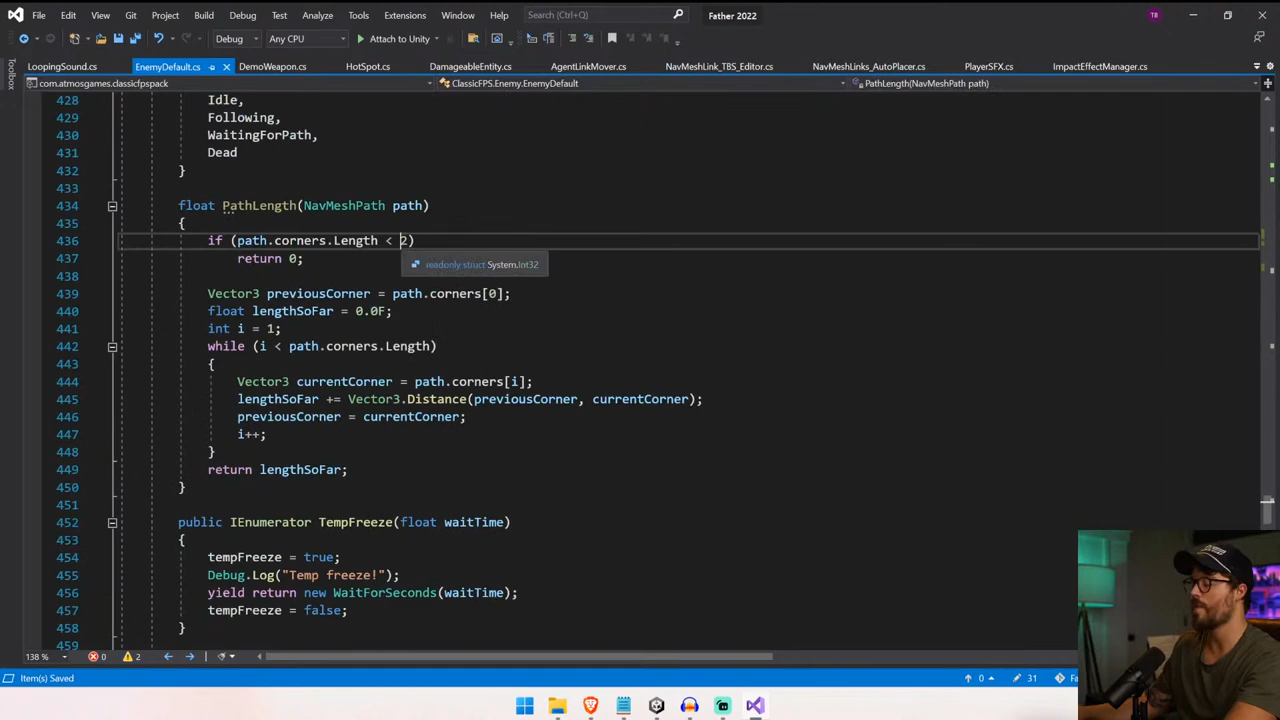 File Edit View Git Project Build Debug Test Analyze Tools Extensions Window Help Search (Ctrl+Q) Father 2022 TB
Debug Any CPU Attach to Unity
LoopingSound.cs EnemyDefault.cs DemoWeapon.cs HotSpot.cs DamageableEntity.cs AgentLinkMover.cs NavMeshLink_TBS_Editor.cs NavMeshLinks_AutoPlacer.cs PlayerSFX.cs ImpactEffectManager.cs
Toolbox
com.atmosgames.classicfpspack ClassicFPS.Enemy.EnemyDefault PathLength(NavMeshPath path)
428 Idle,
429 Following,
430 WaitingForPath,
431 Dead
432 }
433
434 float PathLength(NavMeshPath path)
435 {
436 if (path.corners.Length < 2)
437 return 0;
readonly struct System.Int32
438
439 Vector3 previousCorner = path.corners[0];
440 float lengthSoFar = 0.0F;
441 int i = 1;
442 while (i < path.corners.Length)
443 {
444 Vector3 currentCorner = path.corners[i];
445 lengthSoFar += Vector3.Distance(previousCorner, currentCorner);
446 previousCorner = currentCorner;
447 i++;
448 }
449 return lengthSoFar;
450 }
451
452 public IEnumerator TempFreeze(float waitTime)
453 {
454 tempFreeze = true;
455 Debug.Log("Temp freeze!");
456 yield return new WaitForSeconds(waitTime);
457 tempFreeze = false;
458 }
459
138 % 0 2
Item(s) Saved 0 31 Fa